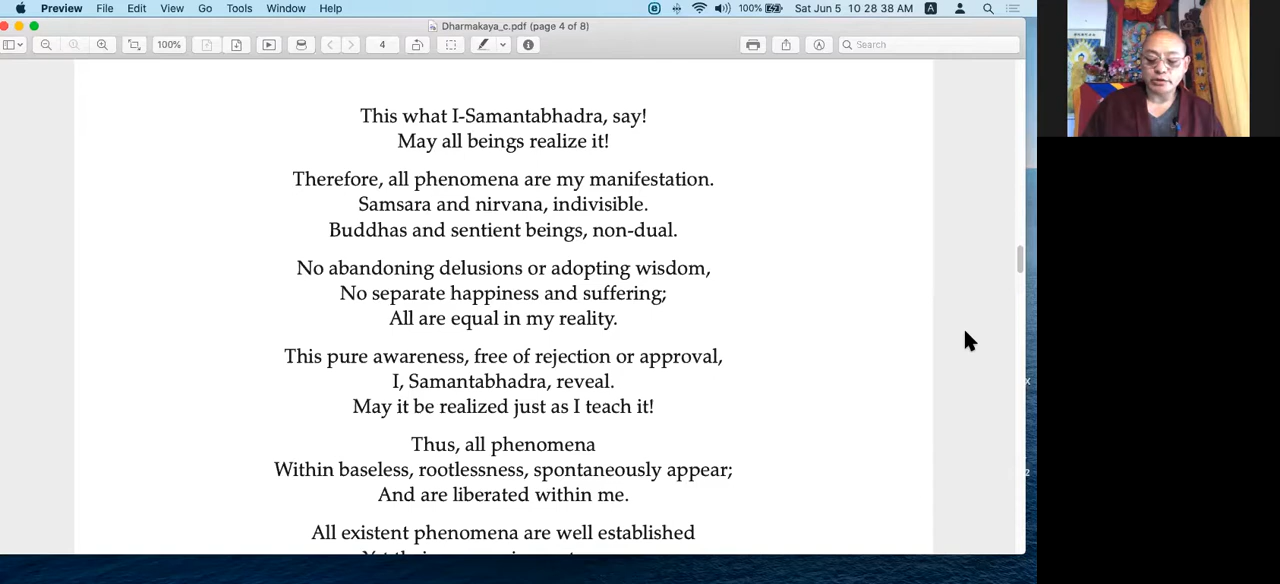 Preview File Edit View Go Tools Window Help 100% Sat Jun 5 10 28 38 AM A
Dharmakaya_c.pdf (page 4 of 8)
100% 4 Search
This what I-Samantabhadra, say!
May all beings realize it!
Therefore, all phenomena are my manifestation.
Samsara and nirvana, indivisible.
Buddhas and sentient beings, non-dual.
No abandoning delusions or adopting wisdom,
No separate happiness and suffering;
All are equal in my reality.
This pure awareness, free of rejection or approval,
I, Samantabhadra, reveal.
May it be realized just as I teach it!
Thus, all phenomena
Within baseless, rootlessness, spontaneously appear;
And are liberated within me.
All existent phenomena are well established